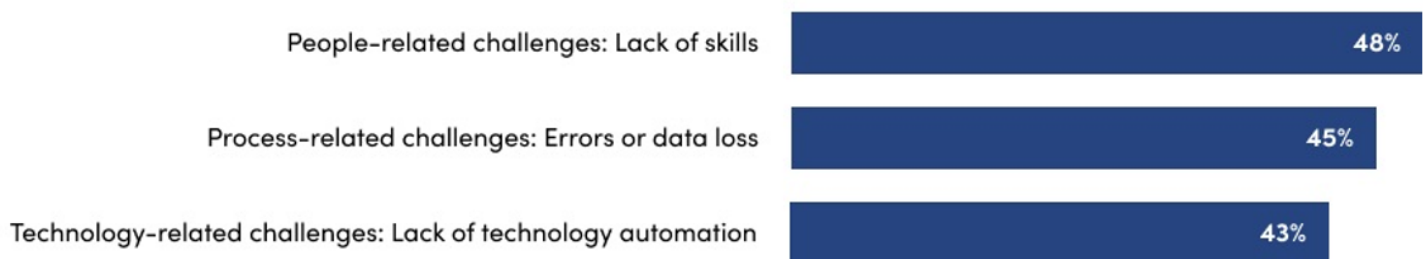 People-related challenges: Lack of skills 48%
Process-related challenges: Errors or data loss 45%
Technology-related challenges: Lack of technology automation 43%